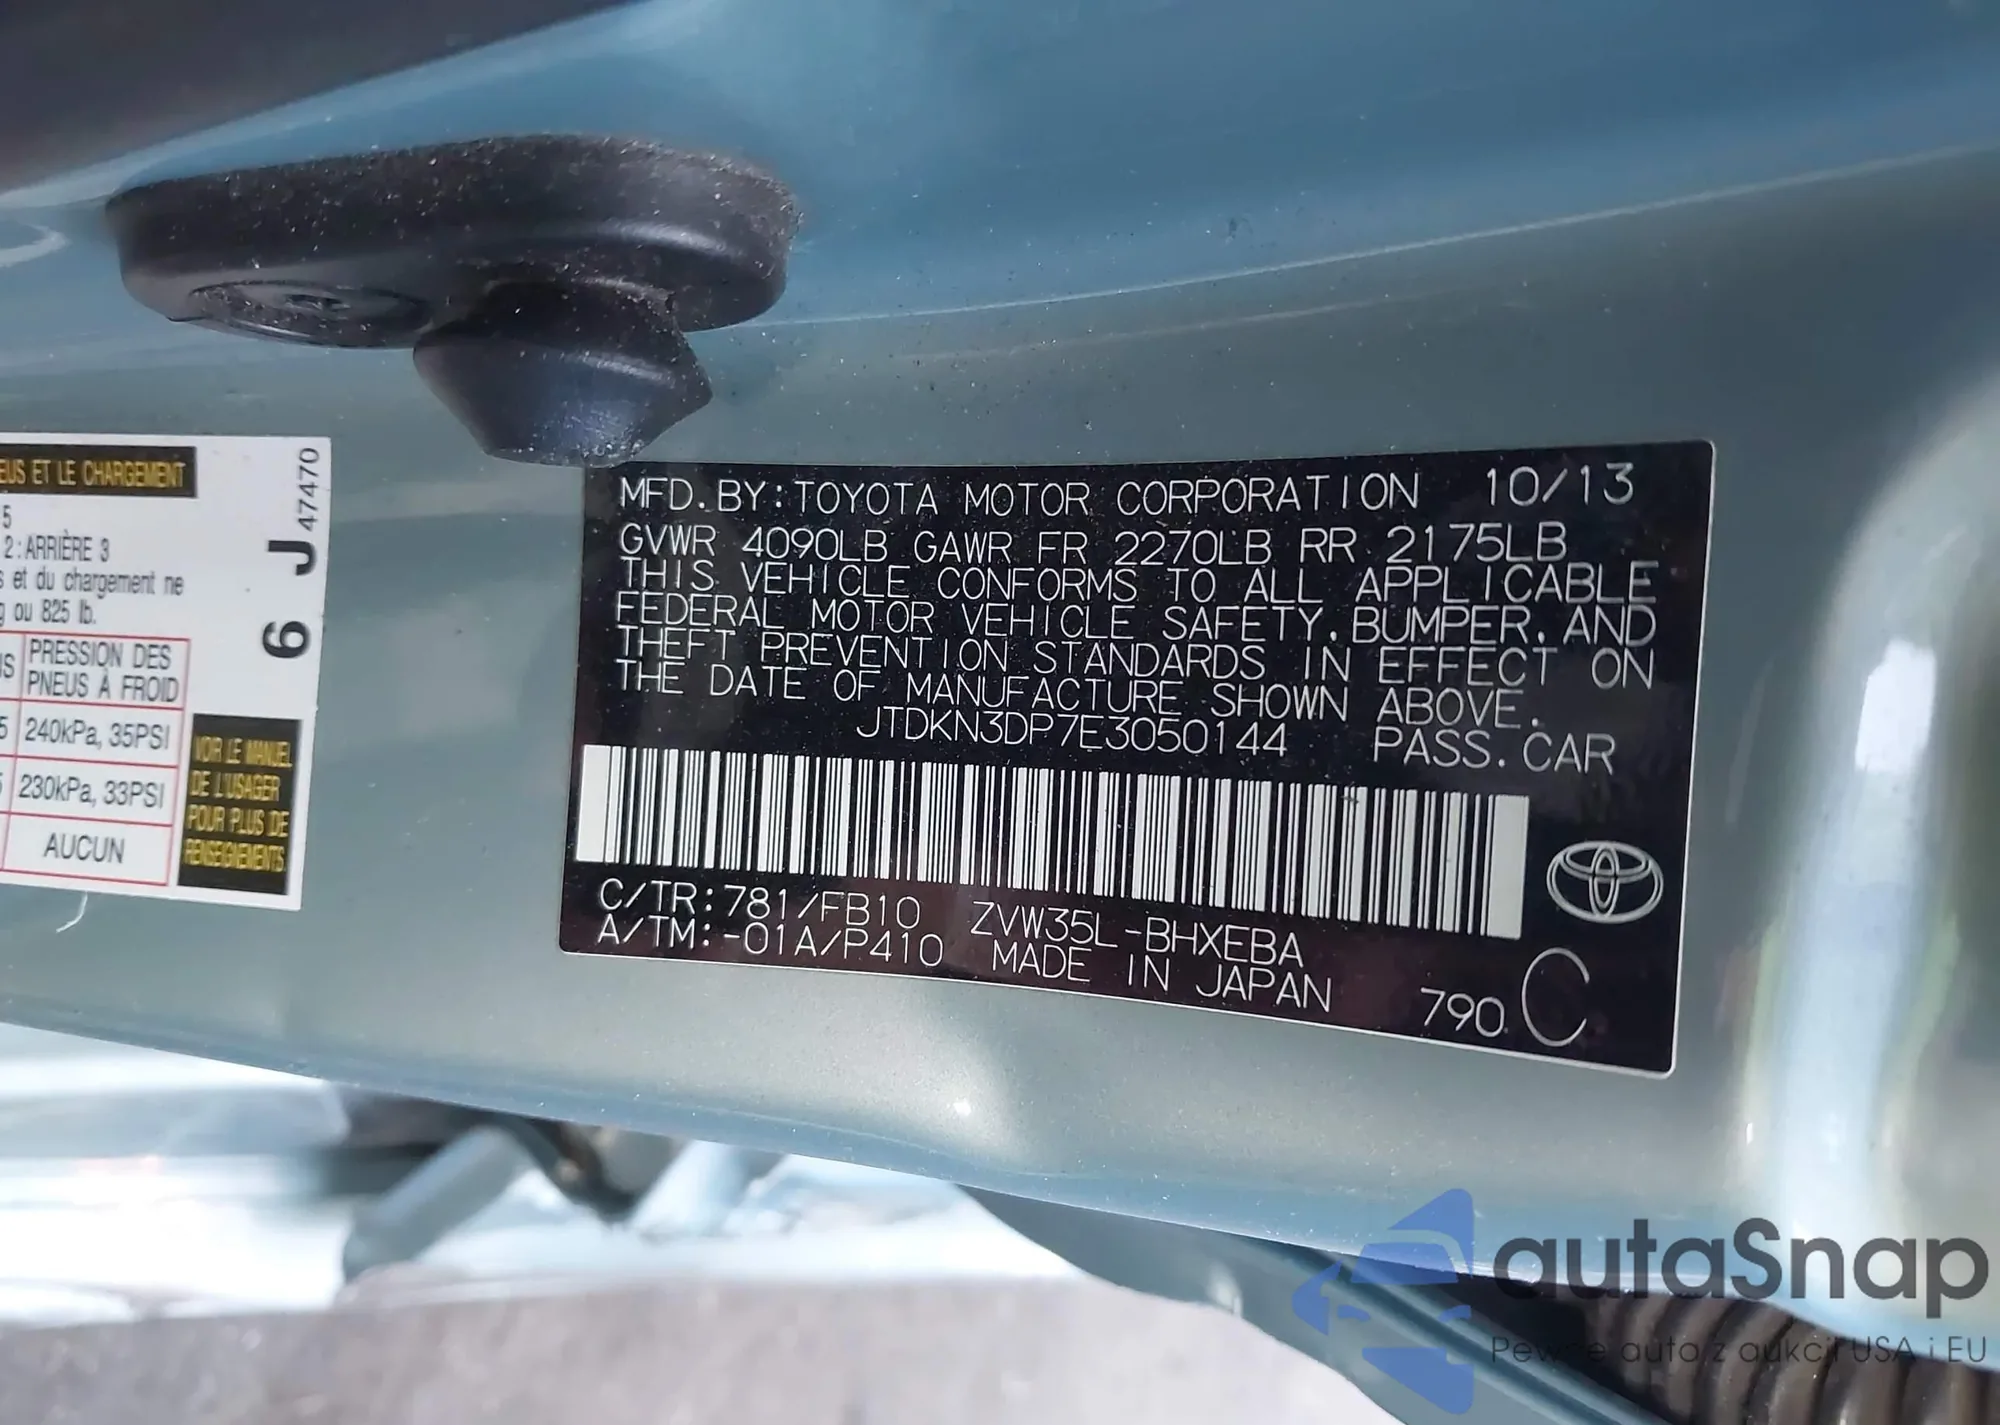 EUS ET LE CHARGEMENT
5
2: ARRIÈRE 3
s et du chargement ne
g ou 825 lb.
PRESSION DES
PNEUS À FROID
240kPa, 35PSI
230kPa, 33PSI
AUCUN
6 J 47470
VOIR LE MANUEL
DE L'USAGER
POUR PLUS DE
RENSEIGNEMENTS
MFD. BY: TOYOTA MOTOR CORPORATION 10/13
GVWR 4090LB GAWR FR 2270LB RR 2175LB
THIS VEHICLE CONFORMS TO ALL APPLICABLE
FEDERAL MOTOR VEHICLE SAFETY, BUMPER, AND
THEFT PREVENTION STANDARDS IN EFFECT ON
THE DATE OF MANUFACTURE SHOWN ABOVE.
JTDKN3DP7E3050144 PASS. CAR
C/TR: 781/FB10 ZVW35L-BHXEBA
A/TM: -01A/P410 MADE IN JAPAN
790 C
autaSnap
Pewne auta z aukcji USA i EU